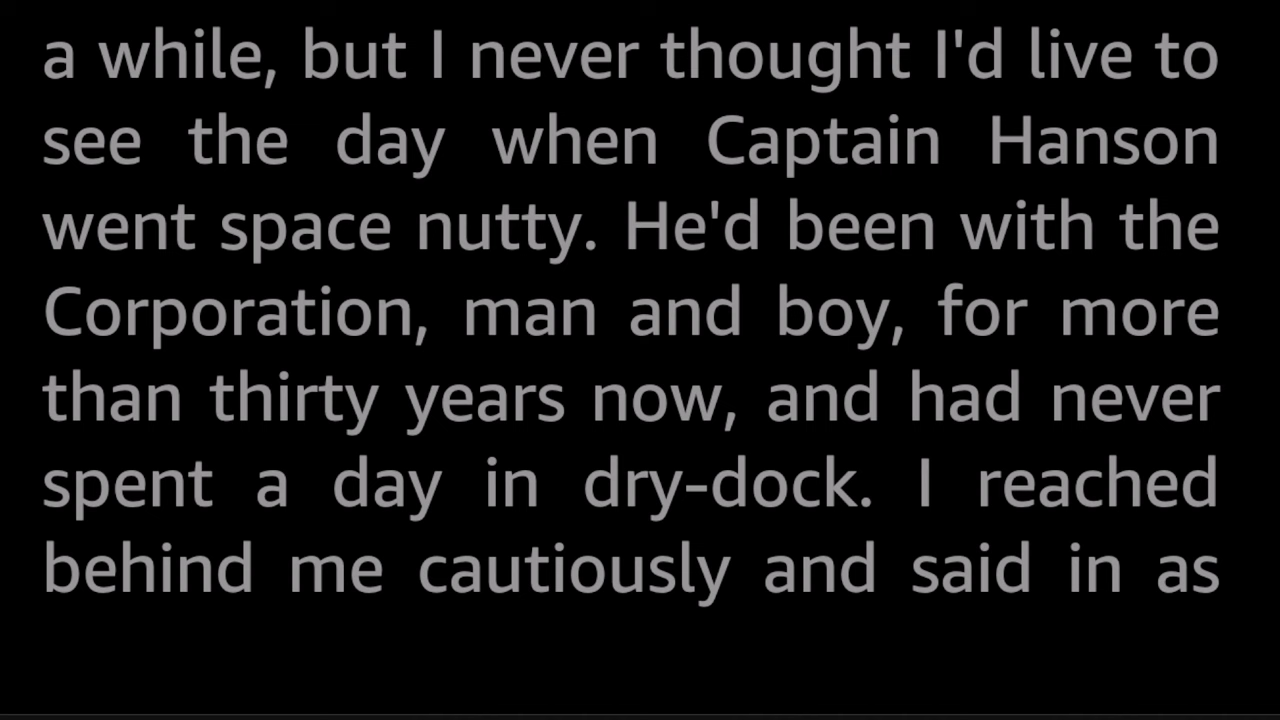 a while, but I never thought I'd live to
see the day when Captain Hanson
went space nutty. He'd been with the
Corporation, man and boy, for more
than thirty years now, and had never
spent a day in dry-dock. I reached
behind me cautiously and said in as